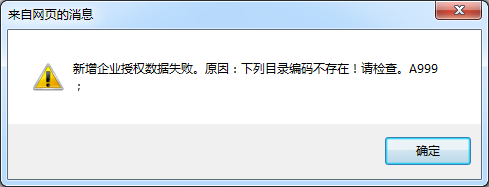 来自网页的消息
新增企业授权数据失败。原因：下列目录编码不存在！请检查。A999
；
确定